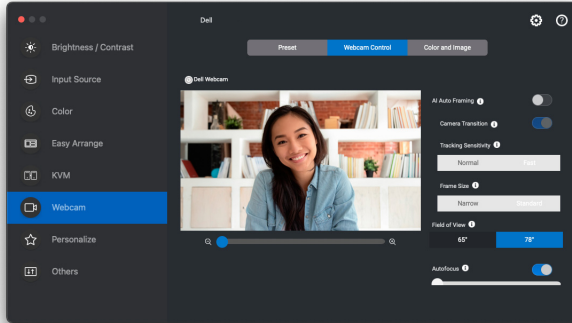 Dell
Brightness / Contrast
Input Source
Color
Easy Arrange
KVM
Webcam
Personalize
Others
Preset
Webcam Control
Color and Image
Dell Webcam
AI Auto Framing
Camera Transition
Tracking Sensitivity
Normal Fast
Frame Size
Narrow Standard
Field of View
65° 78°
Autofocus